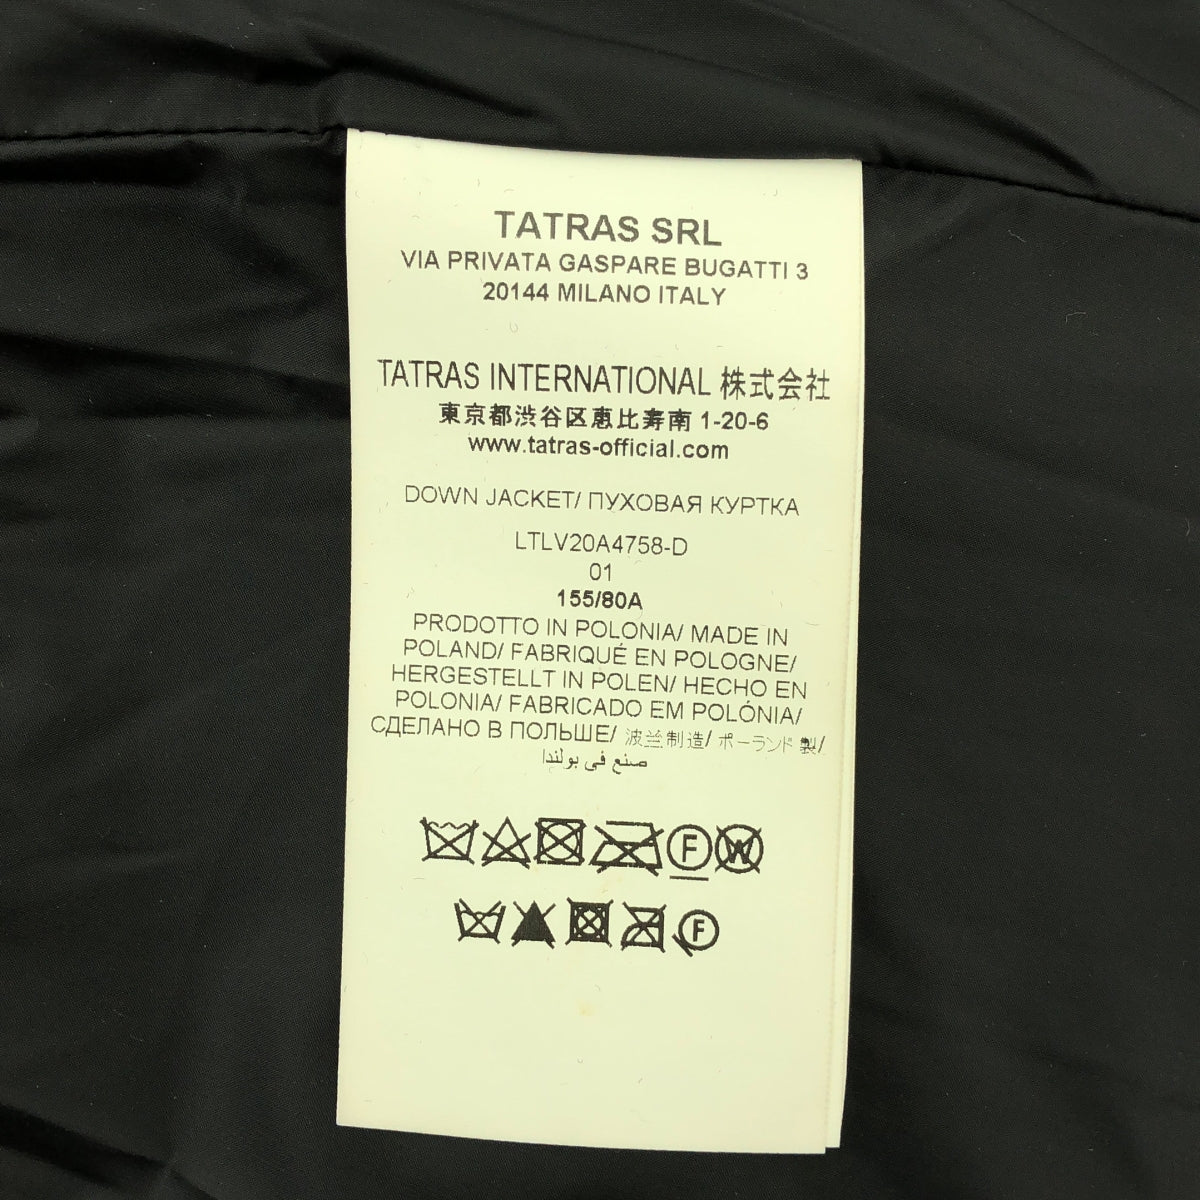 TATRAS SRL
VIA PRIVATA GASPARE BUGATTI 3
20144 MILANO ITALY
TATRAS INTERNATIONAL 株式会社
東京都渋谷区恵比寿南 1-20-6
www.tatras-official.com
DOWN JACKET/ ПУХОВАЯ КУРТКА
LTLV20A4758-D
01
155/80A
PRODOTTO IN POLONIA/ MADE IN
POLAND/ FABRIQUÉ EN POLOGNE/
HERGESTELLT IN POLEN/ HECHO EN
POLONIA/ FABRICADO EM POLÓNIA/
СДЕЛАНО В ПОЛЬШЕ/ 波兰制造/ ポーランド 製/
صنع في بولندا
F W
F